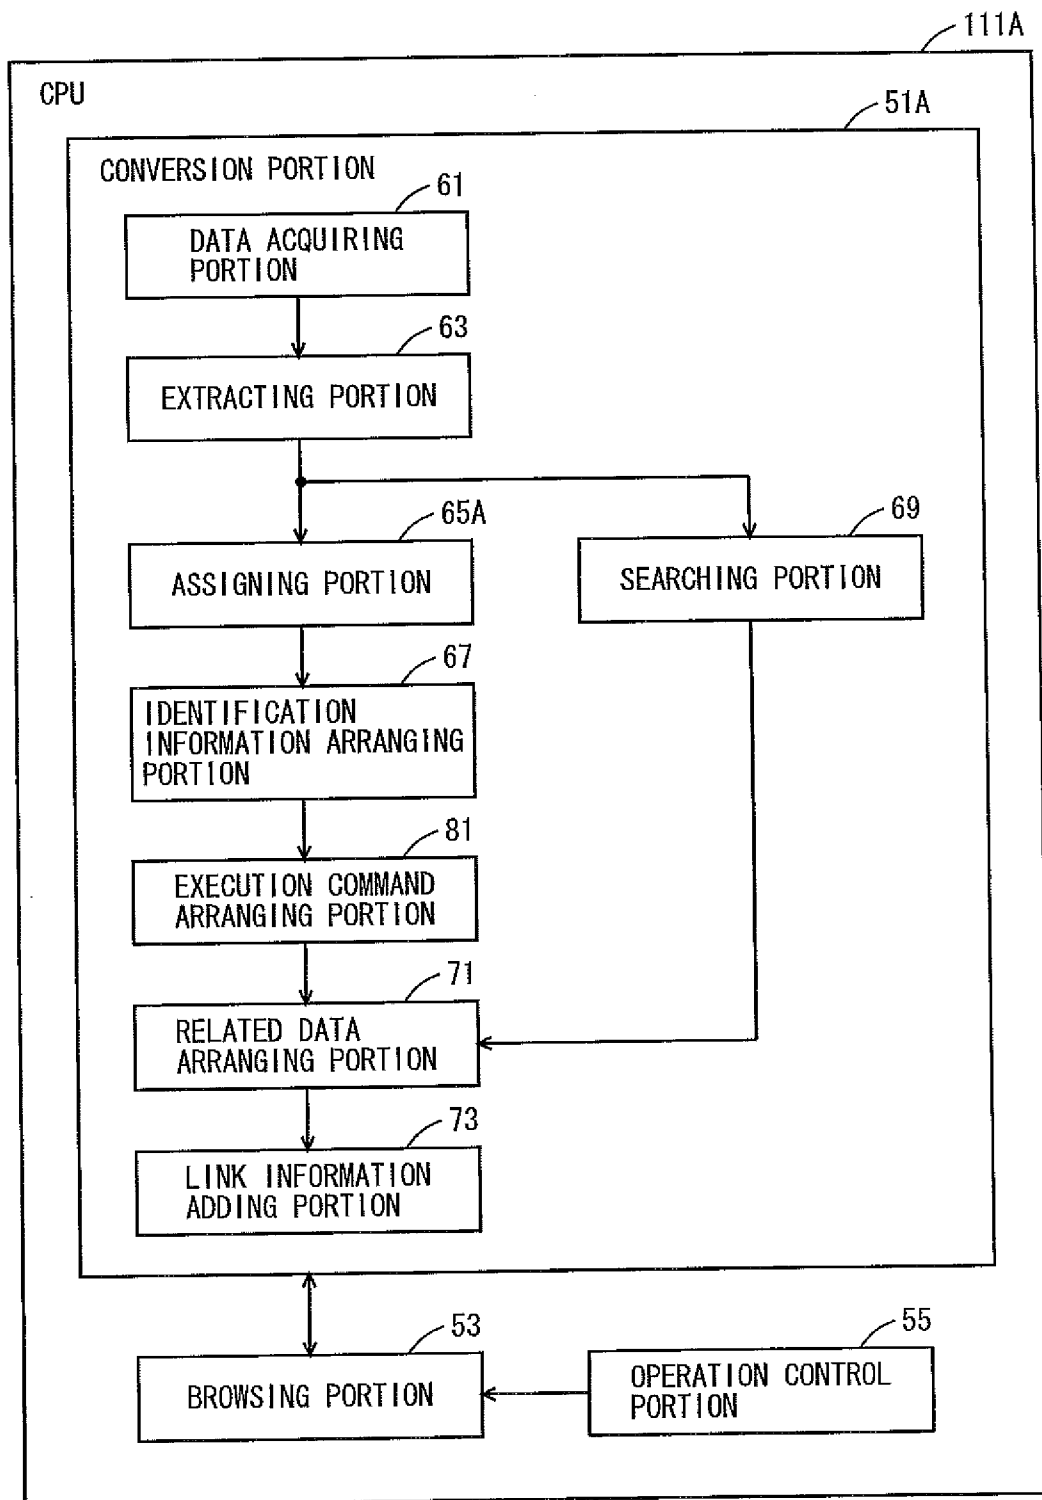 111A
CPU
51A
CONVERSION PORTION
61
DATA ACQUIRING
PORTION
63
EXTRACTING PORTION
65A
69
ASSIGNING PORTION
SEARCHING PORTION
67
IDENTIFICATION
INFORMATION ARRANGING
PORTION
81
EXECUTION COMMAND
ARRANGING PORTION
71
RELATED DATA
ARRANGING PORTION
73
LINK INFORMATION
ADDING PORTION
53
55
BROWSING PORTION
OPERATION CONTROL
PORTION